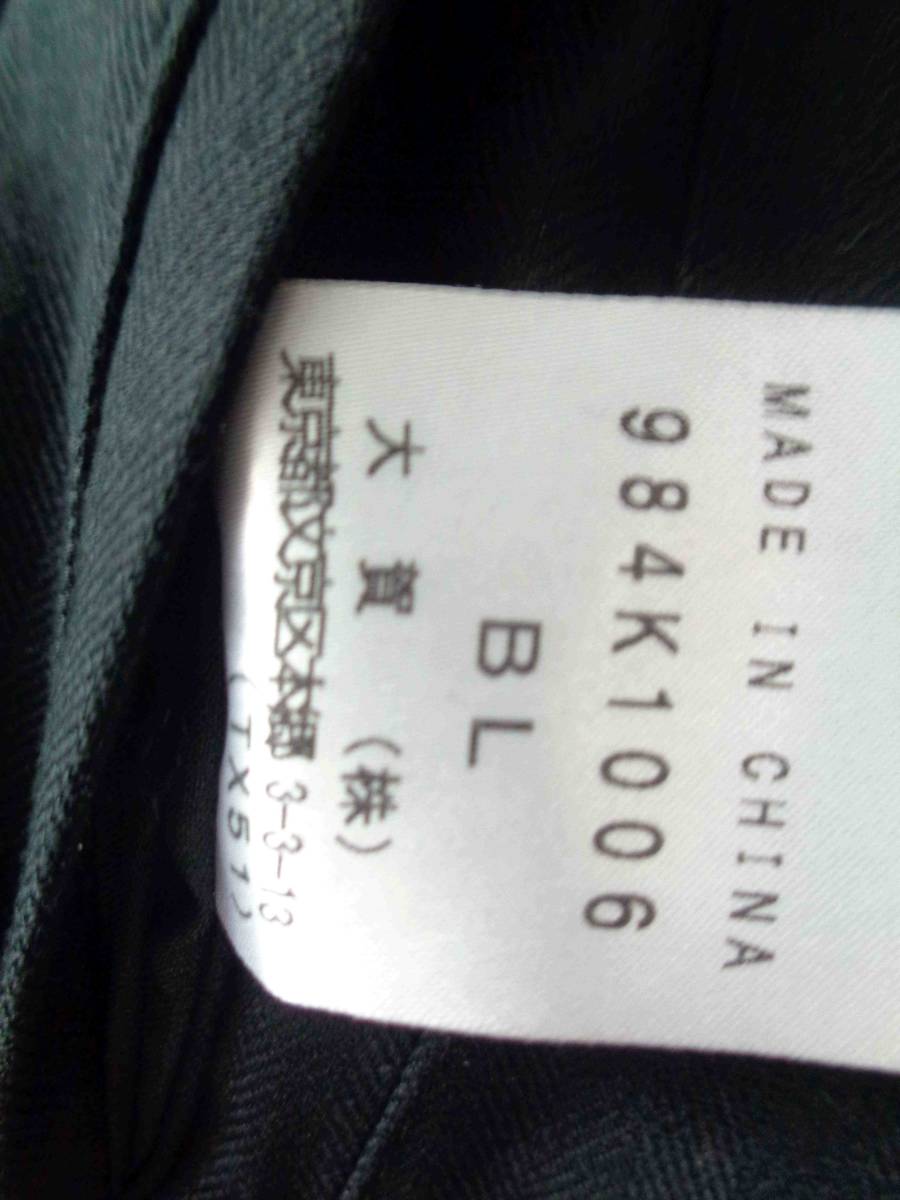 MADE IN CHINA
984K1006
BL
大賀(株)
東京都文京区本郷3-3-13
(TX51)